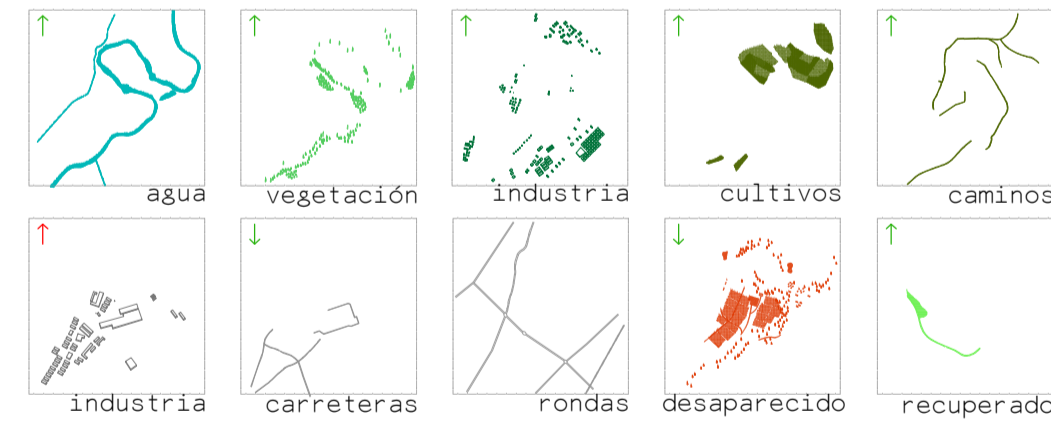 agua
vegetación
industria
cultivos
caminos
industria
carreteras
rondas
desaparecido
recuperado